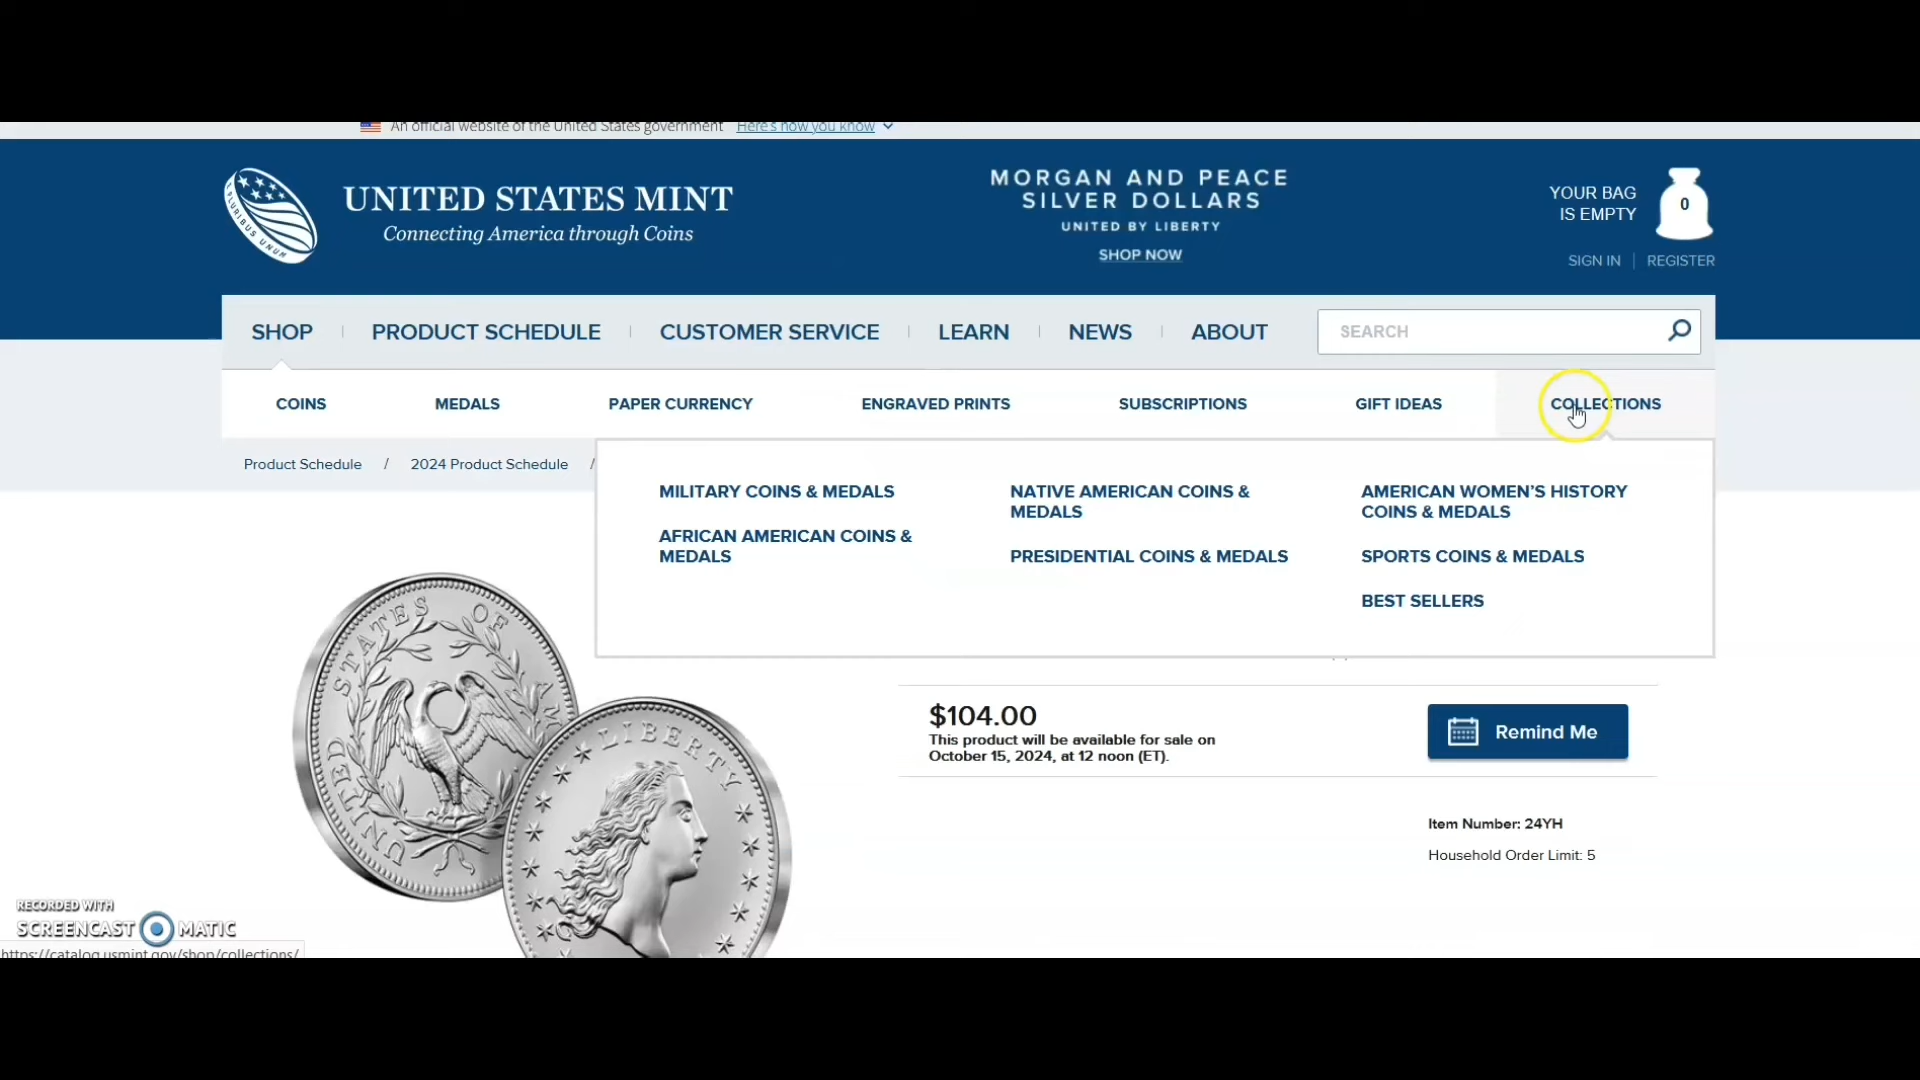 An official website of the United States government Here's how you know
PLURIBUS UNUM
UNITED STATES MINT
Connecting America through Coins
MORGAN AND PEACE
SILVER DOLLARS
UNITED BY LIBERTY
SHOP NOW
YOUR BAG
IS EMPTY
0
SIGN IN | REGISTER
SHOP | PRODUCT SCHEDULE | CUSTOMER SERVICE | LEARN | NEWS | ABOUT
SEARCH
COINS MEDALS PAPER CURRENCY ENGRAVED PRINTS SUBSCRIPTIONS GIFT IDEAS COLLECTIONS
Product Schedule / 2024 Product Schedule /
MILITARY COINS & MEDALS
AFRICAN AMERICAN COINS &
MEDALS
NATIVE AMERICAN COINS &
MEDALS
PRESIDENTIAL COINS & MEDALS
AMERICAN WOMEN'S HISTORY
COINS & MEDALS
SPORTS COINS & MEDALS
BEST SELLERS
UNITED STATES OF AM
LIBERTY
$104.00
This product will be available for sale on
October 15, 2024, at 12 noon (ET).
Remind Me
Item Number: 24YH
Household Order Limit: 5
RECORDED WITH
SCREENCAST MATIC
https://catalog.usmint.gov/shop/collections/